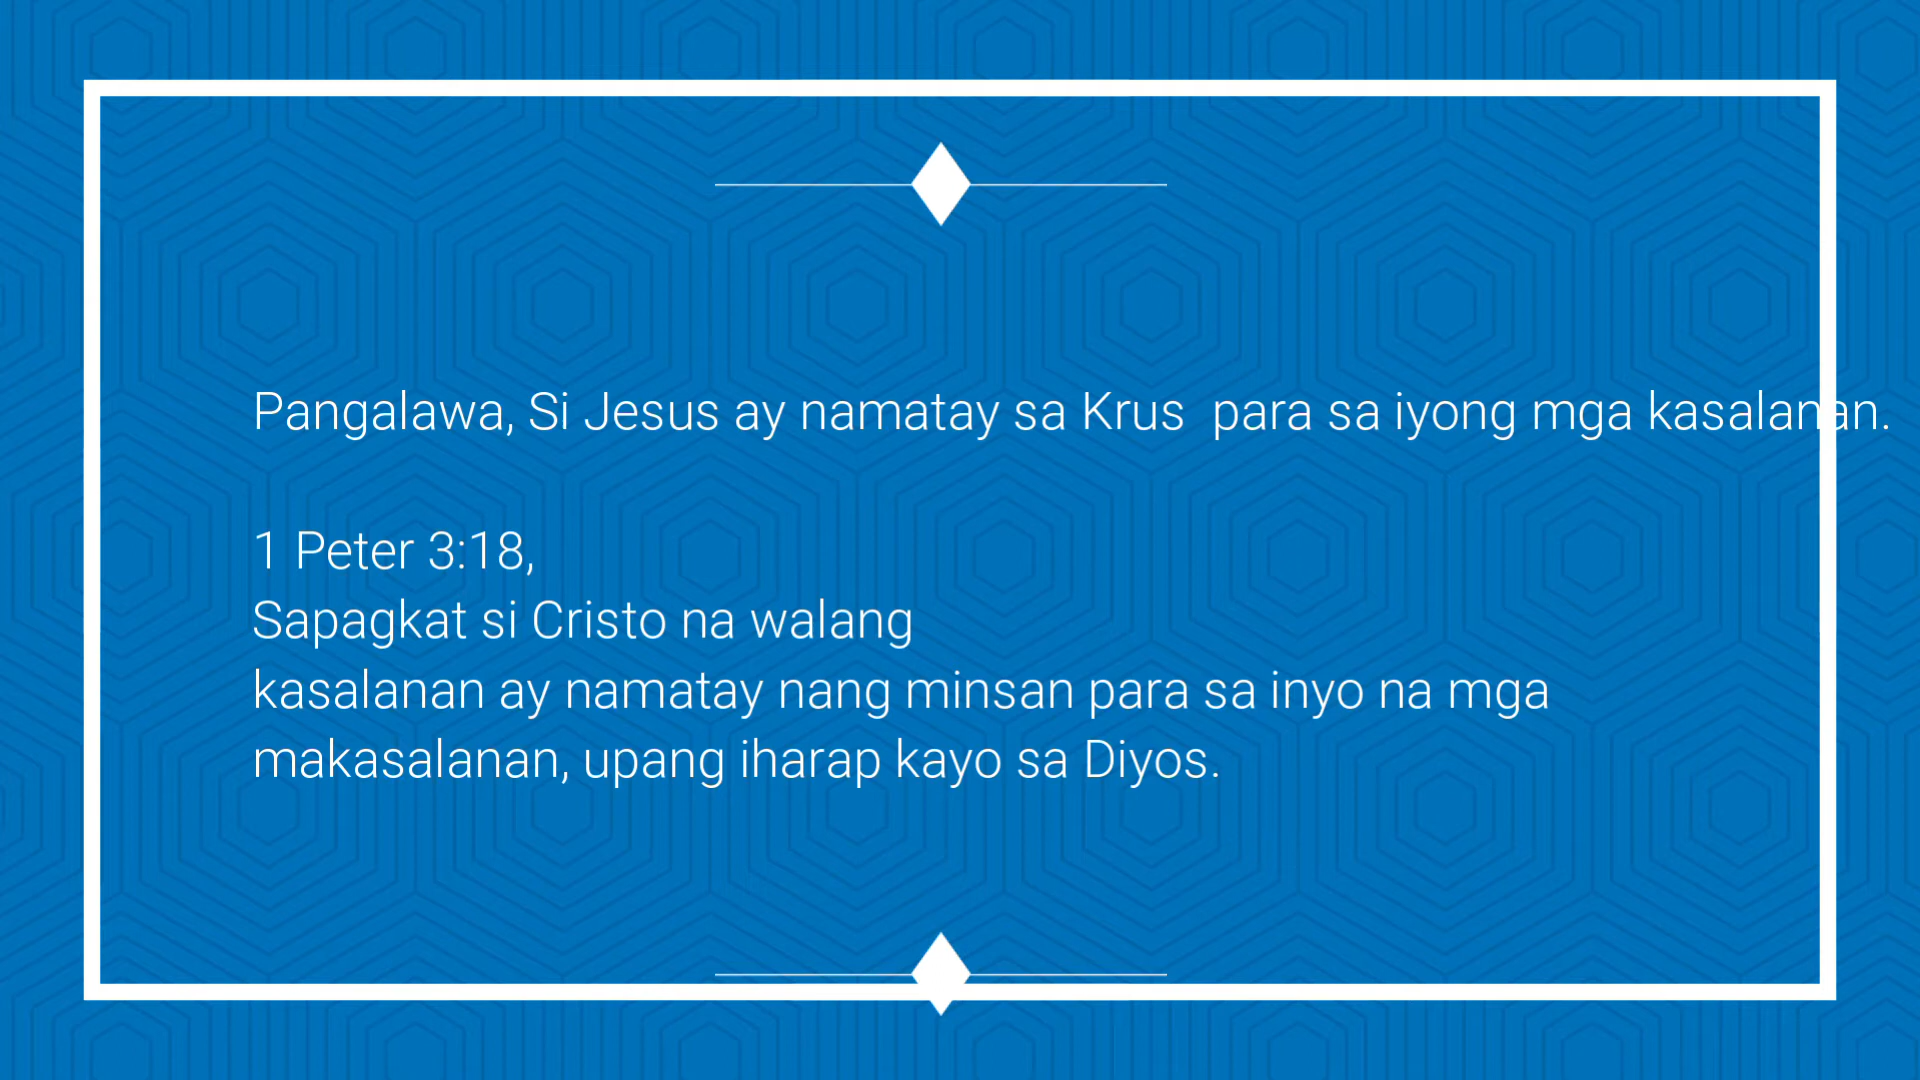 Pangalawa, Si Jesus ay namatay sa Krus  para sa iyong mga kasalanan.
1 Peter 3:18,
Sapagkat si Cristo na walang
kasalanan ay namatay nang minsan para sa inyo na mga
makasalanan, upang iharap kayo sa Diyos.